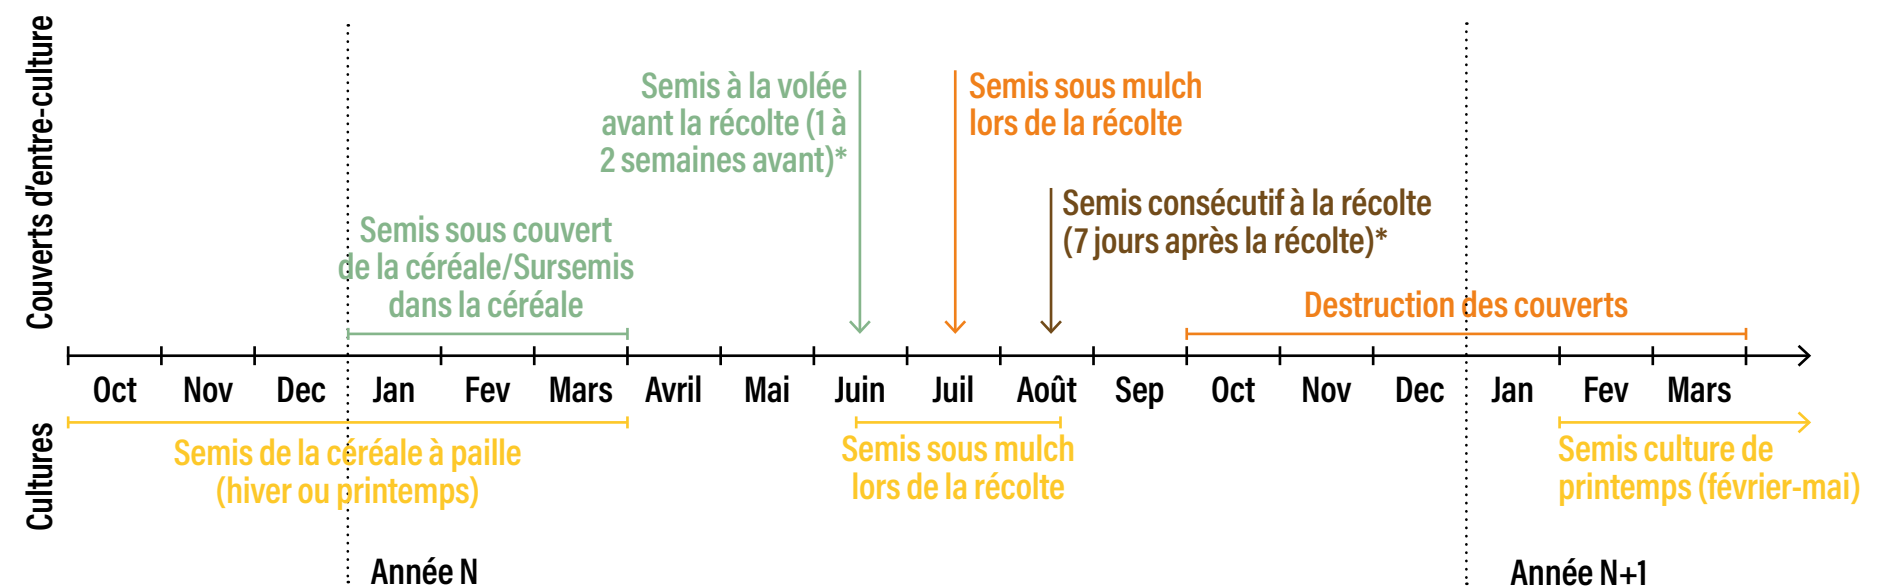 Couverts d'entre-culture
Semis à la volée
avant la récolte (1 à
2 semaines avant)*
Semis sous mulch
lors de la récolte
Semis consécutif à la récolte
(7 jours après la récolte)*
Semis sous couvert
de la céréale/Sursemis
dans la céréale
Destruction des couverts
Oct Nov Dec Jan Fev Mars Avril Mai Juin Juil Août Sep Oct Nov Dec Jan Fev Mars
Cultures
Semis de la céréale à paille
(hiver ou printemps)
Semis sous mulch
lors de la récolte
Semis culture de
printemps (février-mai)
Année N
Année N+1